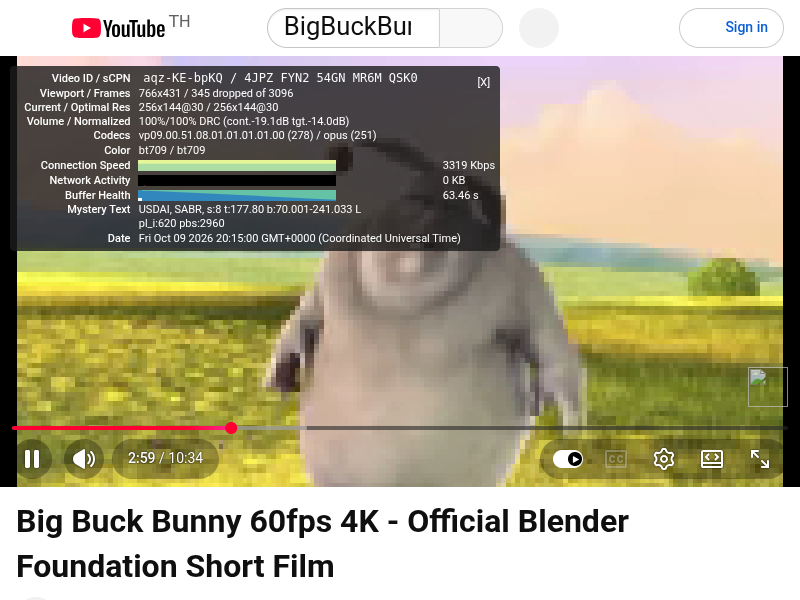 YouTube TH
BigBuckBu
Sign in
Video ID / sCPN aqz-KE-bpKQ / 4JPZ FYN2 54GN MR6M QSK0
[X]
Viewport / Frames 766x431 / 345 dropped of 3096
Current / Optimal Res 256x144@30 / 256x144@30
Volume / Normalized 100%/100% DRC (cont.-19.1dB tgt.-14.0dB)
Codecs vp09.00.51.08.01.01.01.01.00 (278) / opus (251)
Color bt709 / bt709
Connection Speed 3319 Kbps
Network Activity 0 KB
Buffer Health 63.46 s
Mystery Text USDAI, SABR, s:8 t:177.80 b:70.001-241.033 L
pl_i:620 pbs:2960
Date Fri Oct 09 2026 20:15:00 GMT+0000 (Coordinated Universal Time)
2:59 / 10:34
CC
Big Buck Bunny 60fps 4K - Official Blender
Foundation Short Film